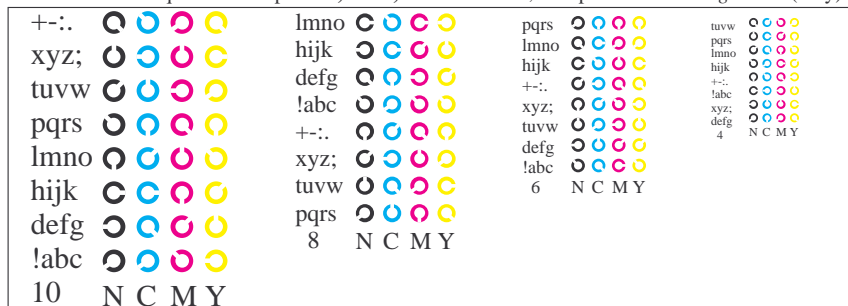 +-:.
xyz;
tuvw
pqrs
lmno
hijk
defg
!abc
10 N C M Y
lmno
hijk
defg
!abc
+-:.
xyz;
tuvw
pqrs
8 N C M Y
pqrs
lmno
hijk
+-:.
xyz;
tuvw
defg
!abc
6 N C M Y
tuvw
pqrs
lmno
hijk
+-:.
!abc
xyz;
defg
4 N C M Y